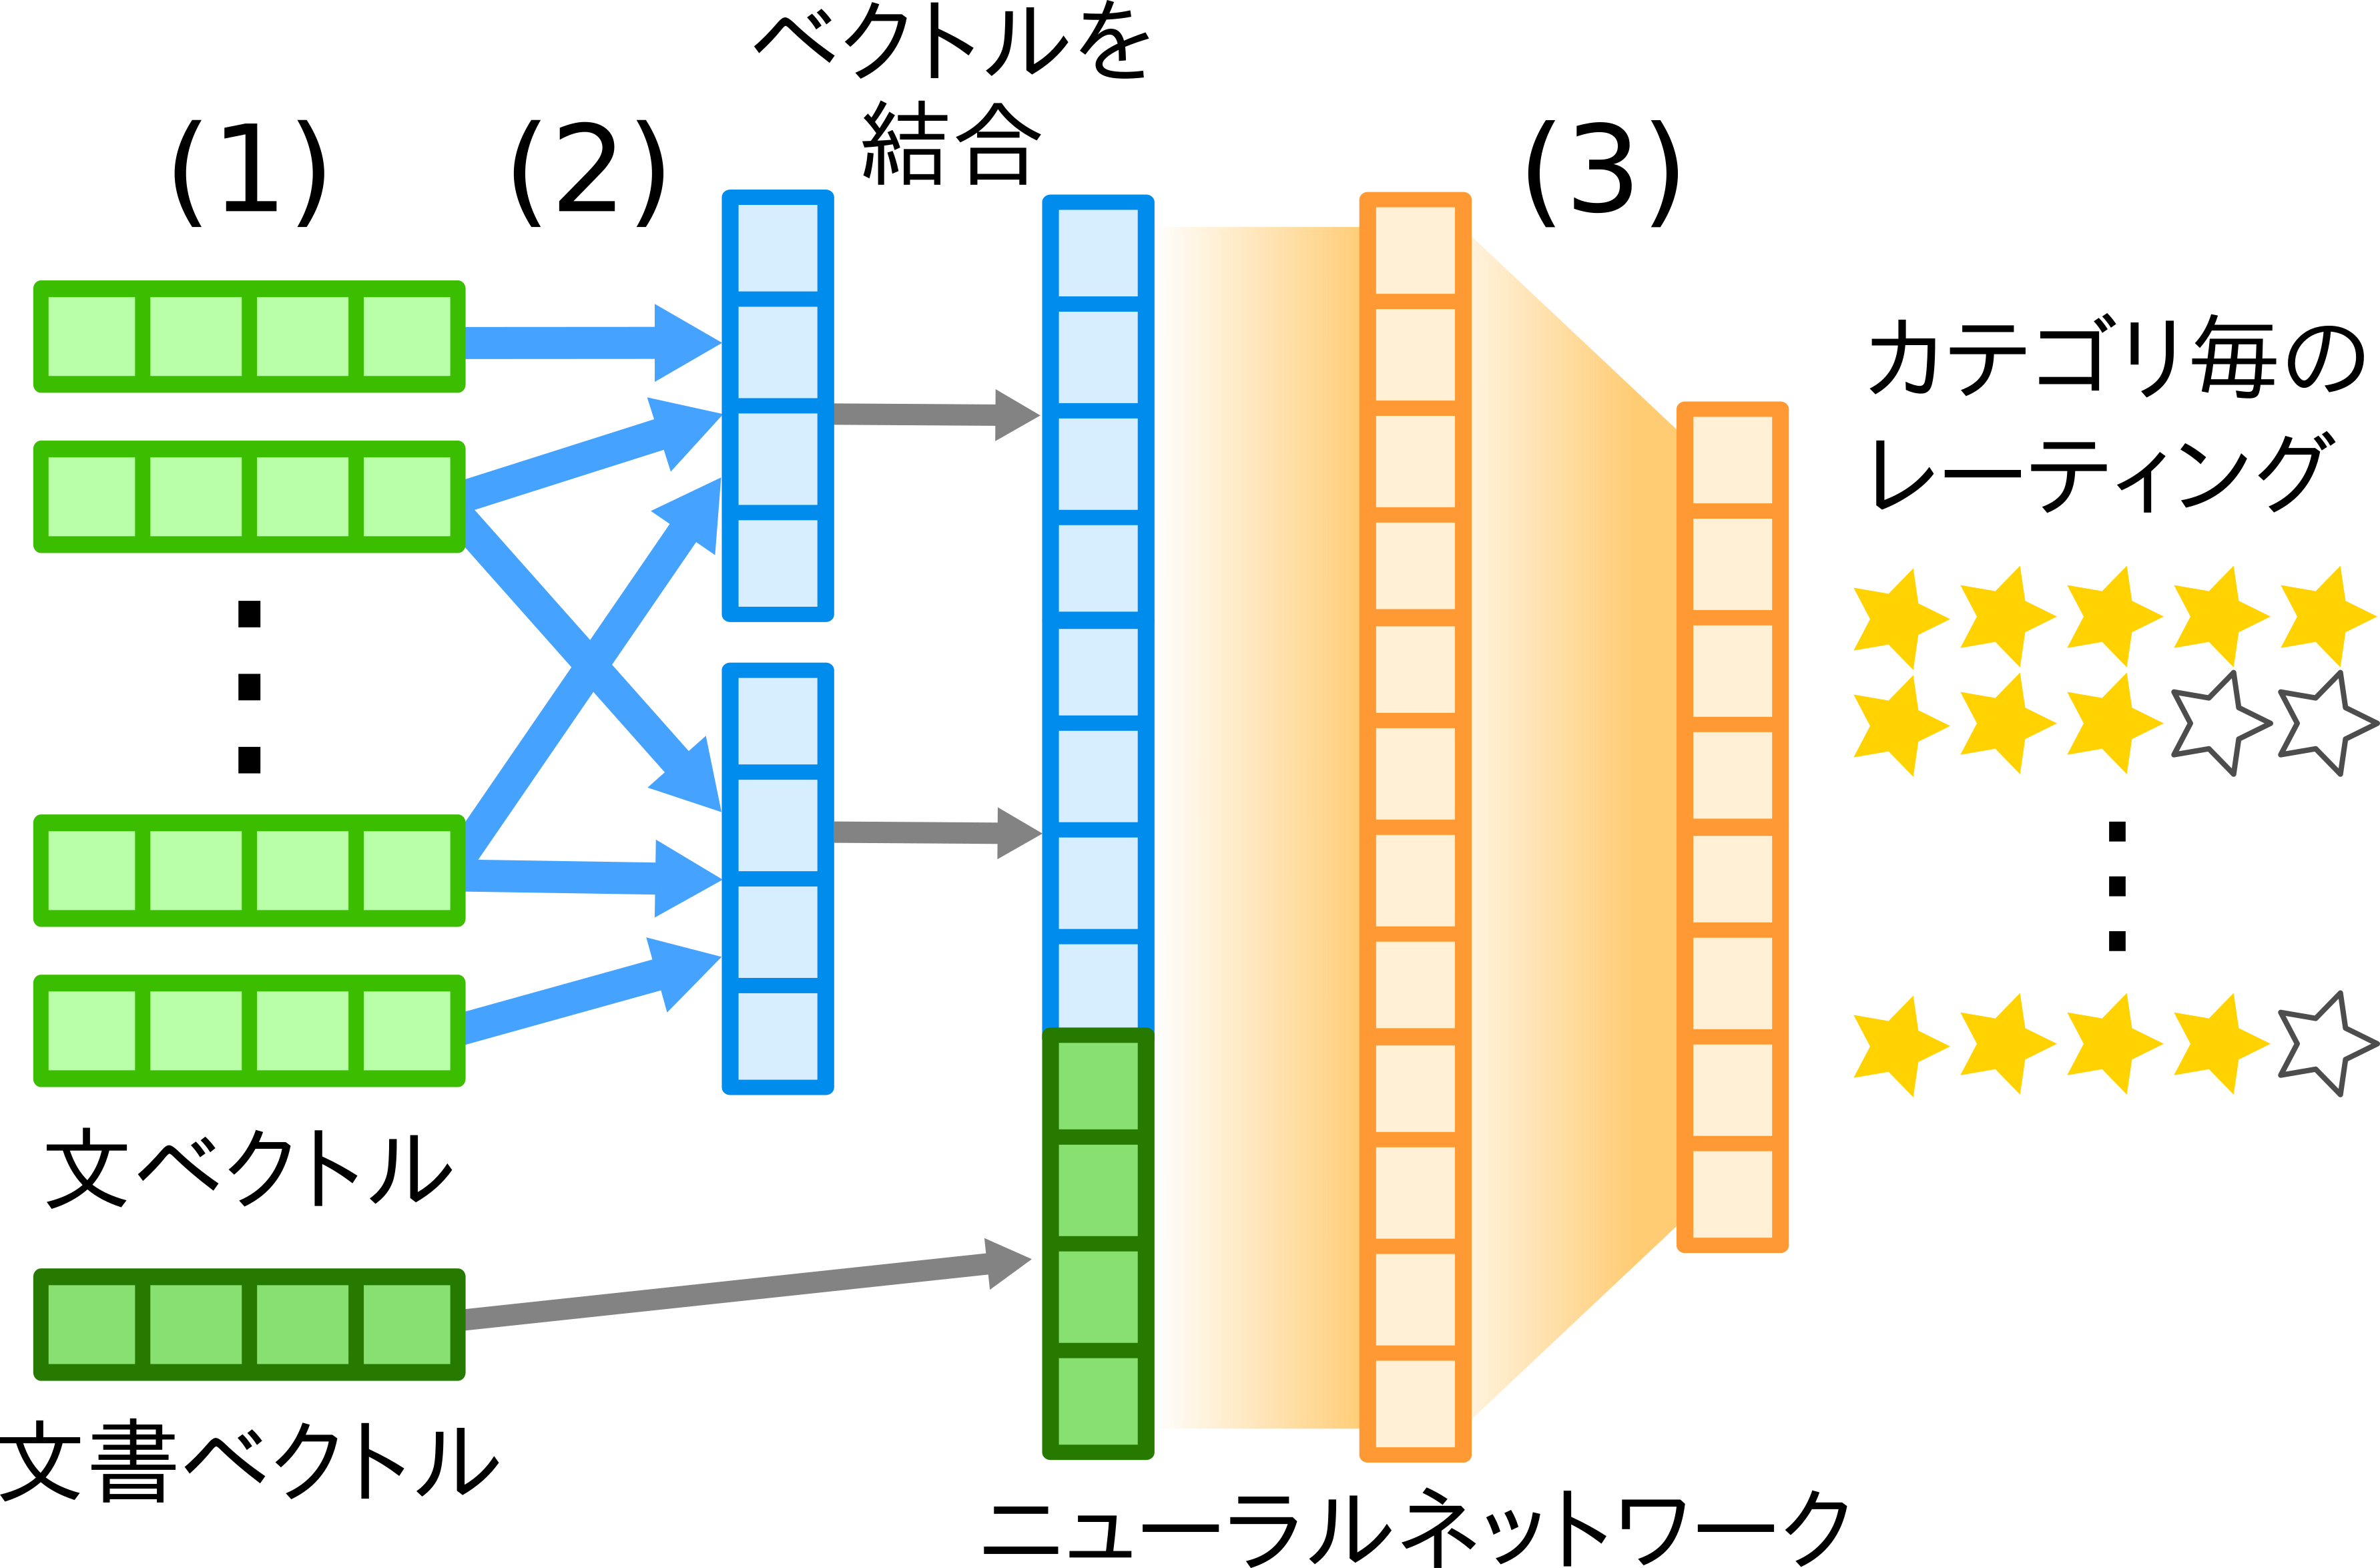 ベクトルを
結合
(1)
(2)
(3)
カテゴリ毎の
レーティング
文ベクトル
文書ベクトル
ニューラルネットワーク